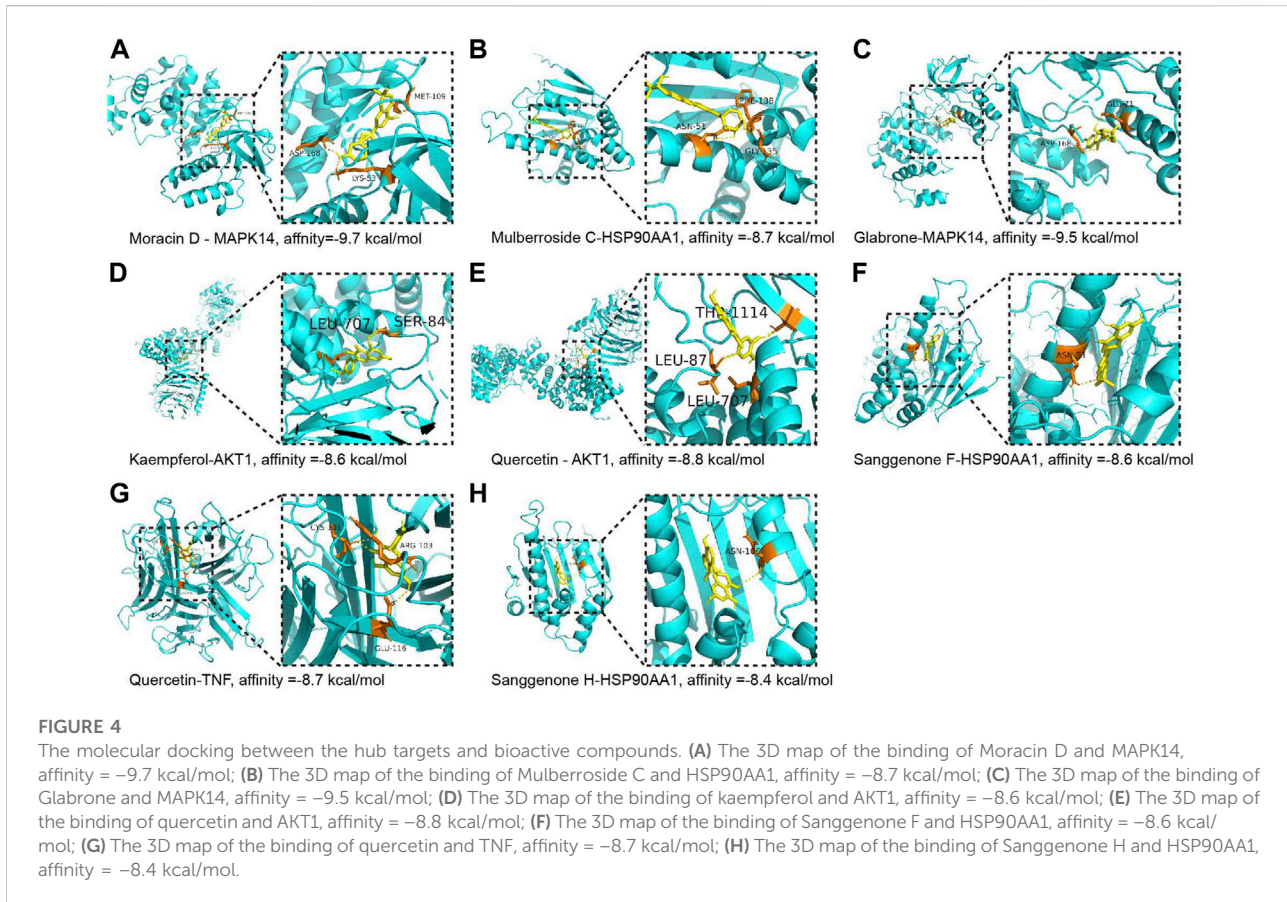 A
B
C
MET-109
ASP-168
LYS-53
PHE-138
ASN-51
GLY-135
GLU-71
ASP-168
Moracin D - MAPK14, affinity=-9.7 kcal/mol
Mulberroside C-HSP90AA1, affinity =-8.7 kcal/mol
Glabrone-MAPK14, affinity=-9.5 kcal/mol
D
E
F
LEU-707
SER-84
THR-1114
LEU-87
LEU-707
ASN-51
Kaempferol-AKT1, affinity =-8.6 kcal/mol
Quercetin - AKT1, affinity =-8.8 kcal/mol
Sanggenone F-HSP90AA1, affinity =-8.6 kcal/mol
G
H
ARG-103
GLU-116
ASN-106
Quercetin-TNF, affinity =-8.7 kcal/mol
Sanggenone H-HSP90AA1, affinity =-8.4 kcal/mol
FIGURE 4
The molecular docking between the hub targets and bioactive compounds. (A) The 3D map of the binding of Moracin D and MAPK14,
affinity = −9.7 kcal/mol; (B) The 3D map of the binding of Mulberroside C and HSP90AA1, affinity = −8.7 kcal/mol; (C) The 3D map of the binding of
Glabrone and MAPK14, affinity = −9.5 kcal/mol; (D) The 3D map of the binding of kaempferol and AKT1, affinity = −8.6 kcal/mol; (E) The 3D map of
the binding of quercetin and AKT1, affinity = −8.8 kcal/mol; (F) The 3D map of the binding of Sanggenone F and HSP90AA1, affinity = −8.6 kcal/
mol; (G) The 3D map of the binding of quercetin and TNF, affinity = −8.7 kcal/mol; (H) The 3D map of the binding of Sanggenone H and HSP90AA1,
affinity = −8.4 kcal/mol.